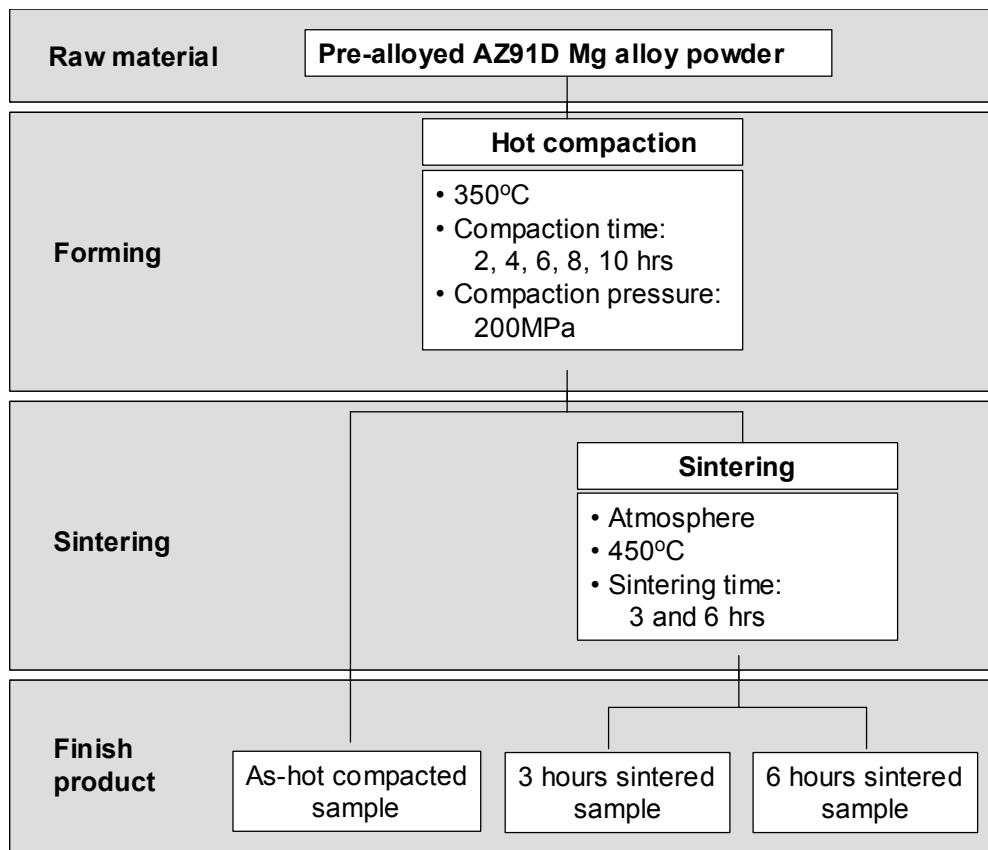 Raw material
Pre-alloyed AZ91D Mg alloy powder
Forming
Hot compaction
• 350ºC
• Compaction time:
2, 4, 6, 8, 10 hrs
• Compaction pressure:
200MPa
Sintering
Sintering
• Atmosphere
• 450ºC
• Sintering time:
3 and 6 hrs
Finish
product
As-hot compacted
sample
3 hours sintered
sample
6 hours sintered
sample